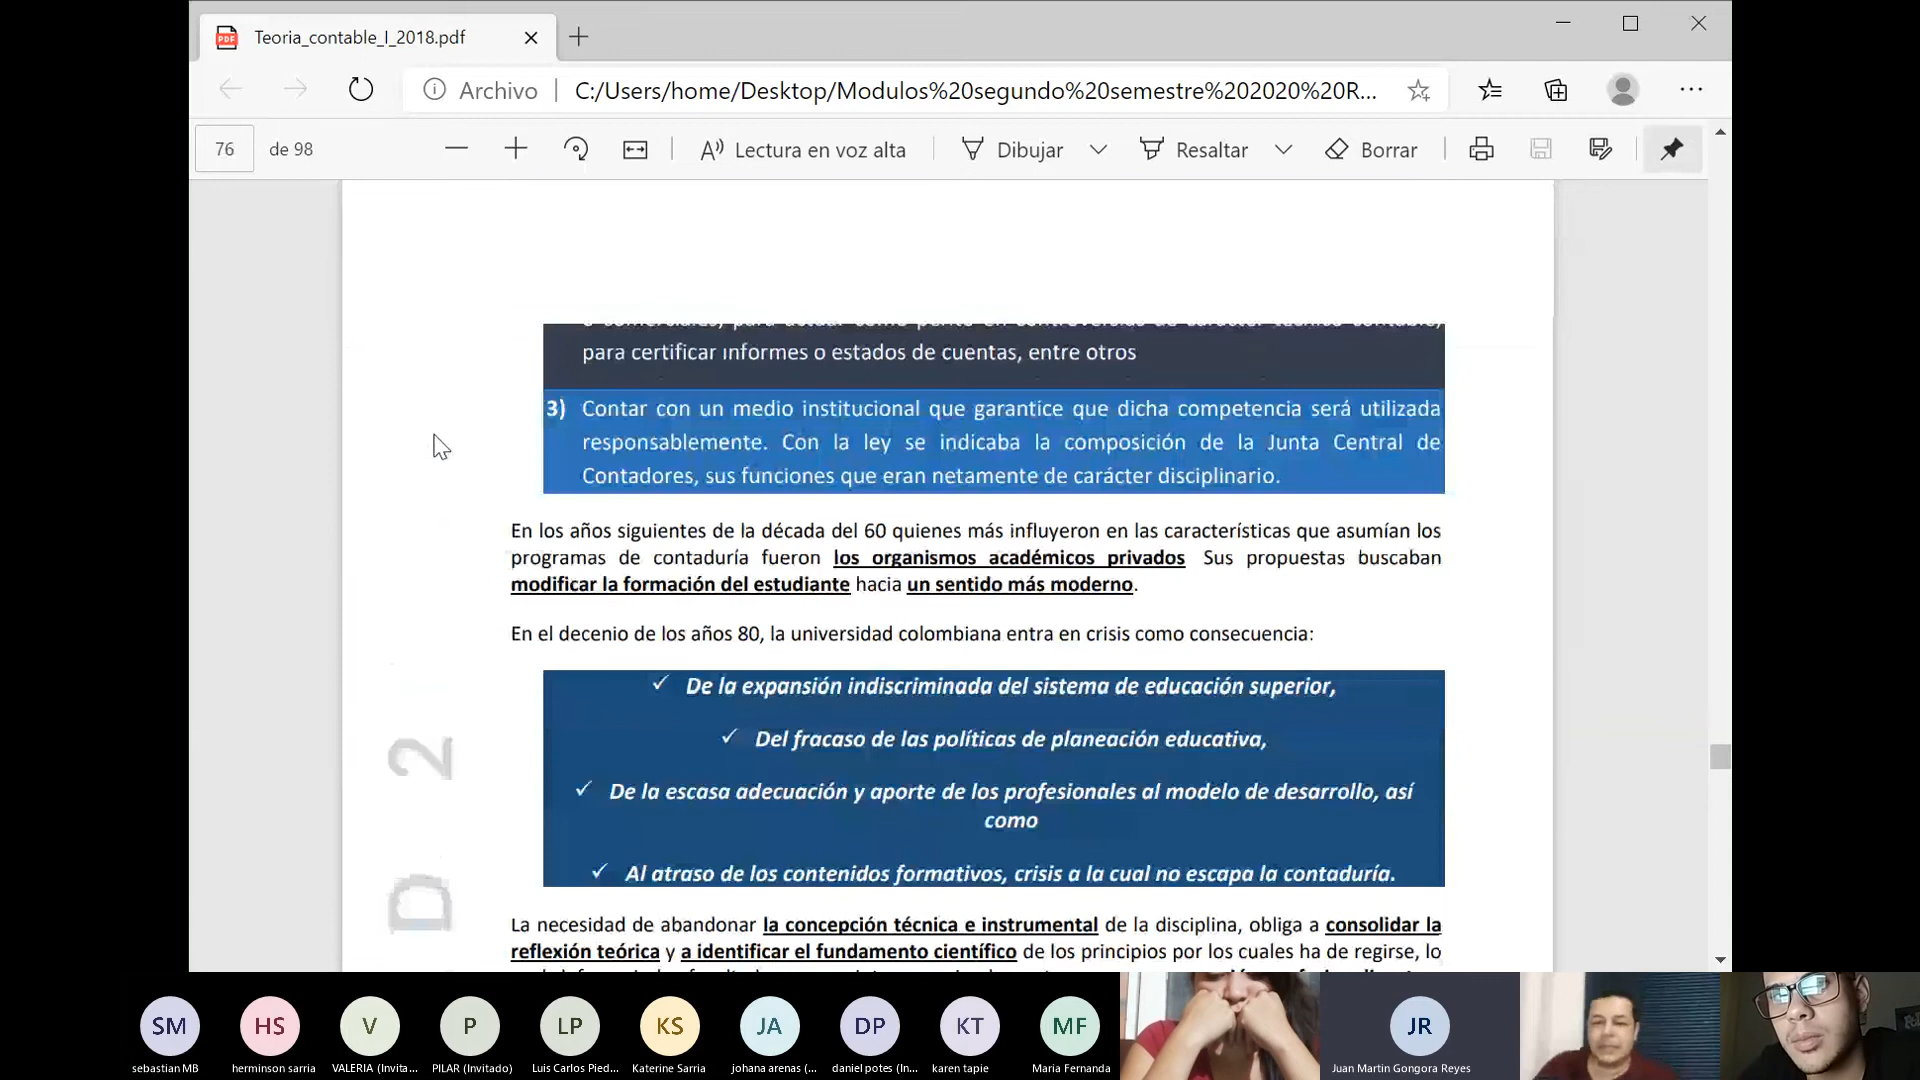 Teoria_contable_I_2018.pdf
Archivo C:/Users/home/Desktop/Modulos%20segundo%20semestre%202020%20R...
76 de 98 Lectura en voz alta Dibujar Resaltar Borrar
para certificar informes o estados de cuentas, entre otros
3) Contar con un medio institucional que garantice que dicha competencia será utilizada
responsablemente. Con la ley se indicaba la composición de la Junta Central de
Contadores, sus funciones que eran netamente de carácter disciplinario.
En los años siguientes de la década del 60 quienes más influyeron en las características que asumían los
programas de contaduría fueron los organismos académicos privados Sus propuestas buscaban
modificar la formación del estudiante hacia un sentido más moderno.
En el decenio de los años 80, la universidad colombiana entra en crisis como consecuencia:
✓ De la expansión indiscriminada del sistema de educación superior,
✓ Del fracaso de las políticas de planeación educativa,
✓ De la escasa adecuación y aporte de los profesionales al modelo de desarrollo, así
como
✓ Al atraso de los contenidos formativos, crisis a la cual no escapa la contaduría.
La necesidad de abandonar la concepción técnica e instrumental de la disciplina, obliga a consolidar la
reflexión teórica y a identificar el fundamento científico de los principios por los cuales ha de regirse, lo
D 2
SM HS V P LP KS JA DP KT MF JR
sebastian MB herminson sarria VALERIA (Invita... PILAR (Invitado) Luis Carlos Pied... Katerine Sarria johana arenas (... daniel potes (In... karen tapie Maria Fernanda Juan Martin Gongora Reyes